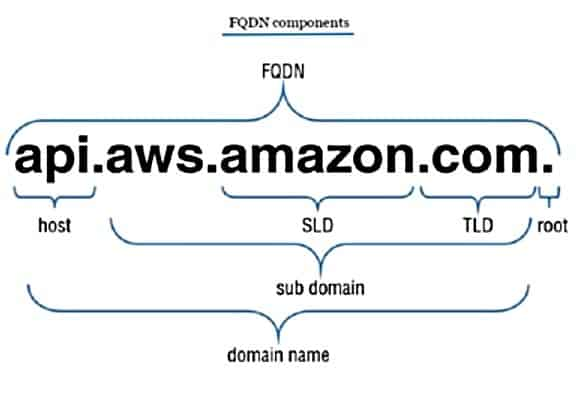 FQDN components
FQDN
api.aws.amazon.com.
host SLD TLD root
sub domain
domain name